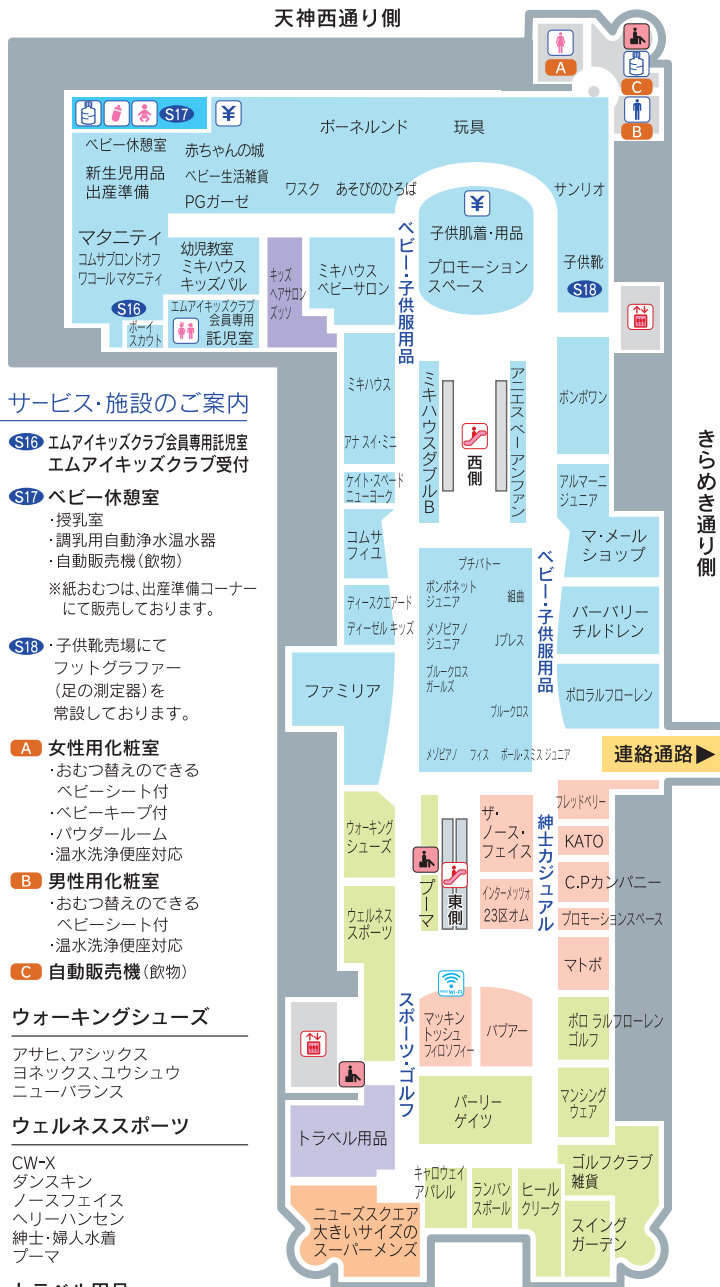 天神西通り側
A
C
B
S17
¥
ベビー休憩室
新生児用品
出産準備
赤ちゃんの城
ベビー生活雑貨
PGガーゼ
ボーネルンド
玩具
ワスク
あそびのひろば
サンリオ
¥
子供肌着・用品
プロモーション
スペース
子供靴
S18
マタニティ
コムサブロンドオフ
ワコールマタニティ
S16
ボーイ
スカウト
幼児教室
ミキハウス
キッズパル
エムアイキッズクラブ
会員専用
託児室
キッズ
ヘアサロン
ズッソ
ミキハウス
ベビーサロン
ベビー・子供服用品
ミキハウス
アナ スイ・ミニ
ケイト・スペード
ニューヨーク
コムサ
フィユ
ディースクエアード
ディーゼル キッズ
ファミリア
ミキハウスダブルB
西側
アニエス ベー アンファン
ポンポワン
アルマーニ
ジュニア
マ・メール
ショップ
バーバリー
チルドレン
ポロラルフローレン
きらめき通り側
プチバトー
ポンポネット
ジュニア
組曲
メゾピアノ
ジュニア
Jプレス
ブルークロス
ガールズ
ブルークロス
メゾピアノ
フィス
ポール・スミス ジュニア
ベビー・子供服用品
連絡通路▶
ウォーキング
シューズ
ウェルネス
スポーツ
プーマ
東側
ザ・
ノース・
フェイス
インターメッツォ
23区オム
紳士カジュアル
フレッドペリー
KATO
C.Pカンパニー
プロモーションスペース
マトポ
スポーツ・ゴルフ
Wi-Fi
マッキン
トッシュ
フィロソフィー
バブアー
ポロ ラルフローレン
ゴルフ
パーリー
ゲイツ
マンシング
ウェア
トラベル用品
ニューズスクエア
大きいサイズの
スーパーメンズ
キャロウェイ
アパレル
ランバン
スポール
ヒール
クリーク
ゴルフクラブ
雑貨
スイング
ガーデン
サービス・施設のご案内
S16 エムアイキッズクラブ会員専用託児室
エムアイキッズクラブ受付
S17 ベビー休憩室
・授乳室
・調乳用自動浄水温水器
・自動販売機(飲物)
※紙おむつは、出産準備コーナー
にて販売しております。
S18 ・子供靴売場にて
フットグラファー
(足の測定器)を
常設しております。
A 女性用化粧室
・おむつ替えのできる
ベビーシート付
・ベビーキープ付
・パウダールーム
・温水洗浄便座対応
B 男性用化粧室
・おむつ替えのできる
ベビーシート付
・温水洗浄便座対応
C 自動販売機(飲物)
ウォーキングシューズ
アサヒ、アシックス
ヨネックス、ユウシュウ
ニューバランス
ウェルネススポーツ
CW-X
ダンスキン
ノースフェイス
ヘリーハンセン
紳士・婦人水着
プーマ
トラベル用品